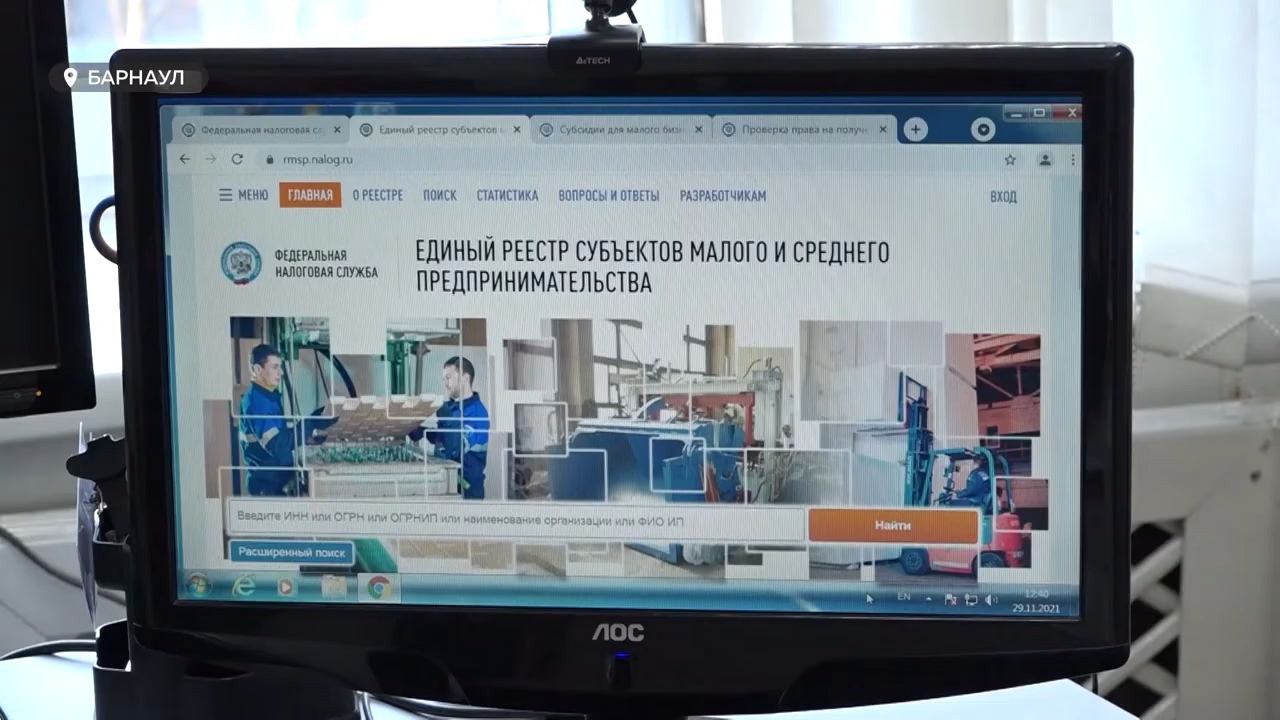 БАРНАУЛ
A4TECH
Федеральная налоговая сл
Единый реестр субъектов м
Субсидии для малого бизн
Проверка права на получ
rmsp.nalog.ru
МЕНЮ ГЛАВНАЯ О РЕЕСТРЕ ПОИСК СТАТИСТИКА ВОПРОСЫ И ОТВЕТЫ РАЗРАБОТЧИКАМ ВХОД
ФЕДЕРАЛЬНАЯ
НАЛОГОВАЯ СЛУЖБА
ЕДИНЫЙ РЕЕСТР СУБЪЕКТОВ МАЛОГО И СРЕДНЕГО
ПРЕДПРИНИМАТЕЛЬСТВА
Введите ИНН или ОГРН или ОГРНИП или наименование организации или ФИО ИП
Найти
Расширенный поиск
EN
12:40
29.11.2021
AOC